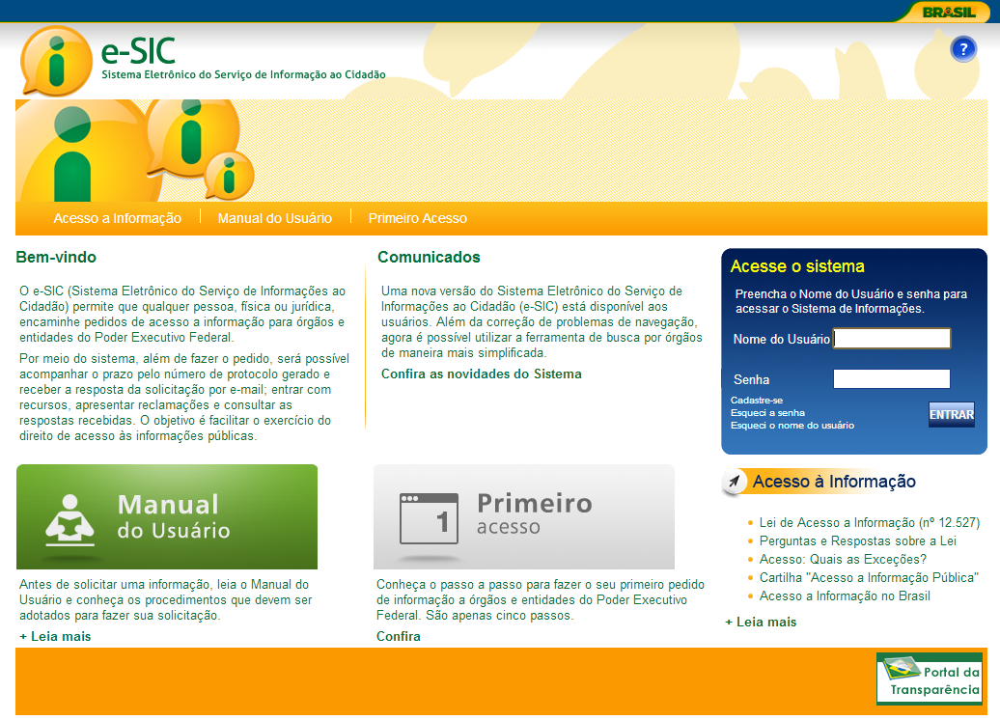 BRASIL
e-SIC
Sistema Eletrônico do Serviço de Informação ao Cidadão
?
Acesso a Informação
Manual do Usuário
Primeiro Acesso
Bem-vindo
O e-SIC (Sistema Eletrônico do Serviço de Informações ao
Cidadão) permite que qualquer pessoa, física ou jurídica,
encaminhe pedidos de acesso a informação para órgãos e
entidades do Poder Executivo Federal.
Por meio do sistema, além de fazer o pedido, será possível
acompanhar o prazo pelo número de protocolo gerado e
receber a resposta da solicitação por e-mail; entrar com
recursos, apresentar reclamações e consultar as
respostas recebidas. O objetivo é facilitar o exercício do
direito de acesso às informações públicas.
Comunicados
Uma nova versão do Sistema Eletrônico do Serviço de
Informações ao Cidadão (e-SIC) está disponível aos
usuários. Além da correção de problemas de navegação,
agora é possível utilizar a ferramenta de busca por órgãos
de maneira mais simplificada.
Confira as novidades do Sistema
Acesse o sistema
Preencha o Nome do Usuário e senha para
acessar o Sistema de Informações.
Nome do Usuário
Senha
Cadastre-se
Esqueci a senha
Esqueci o nome do usuário
ENTRAR
Manual
do Usuário
Antes de solicitar uma informação, leia o Manual do
Usuário e conheça os procedimentos que devem ser
adotados para fazer sua solicitação.
+ Leia mais
1
Primeiro
acesso
Conheça o passo a passo para fazer o seu primeiro pedido
de informação a órgãos e entidades do Poder Executivo
Federal. São apenas cinco passos.
Confira
Acesso à Informação
Lei de Acesso a Informação (nº 12.527)
Perguntas e Respostas sobre a Lei
Acesso: Quais as Exceções?
Cartilha "Acesso a Informação Pública"
Acesso a Informação no Brasil
+ Leia mais
Portal da
Transparência